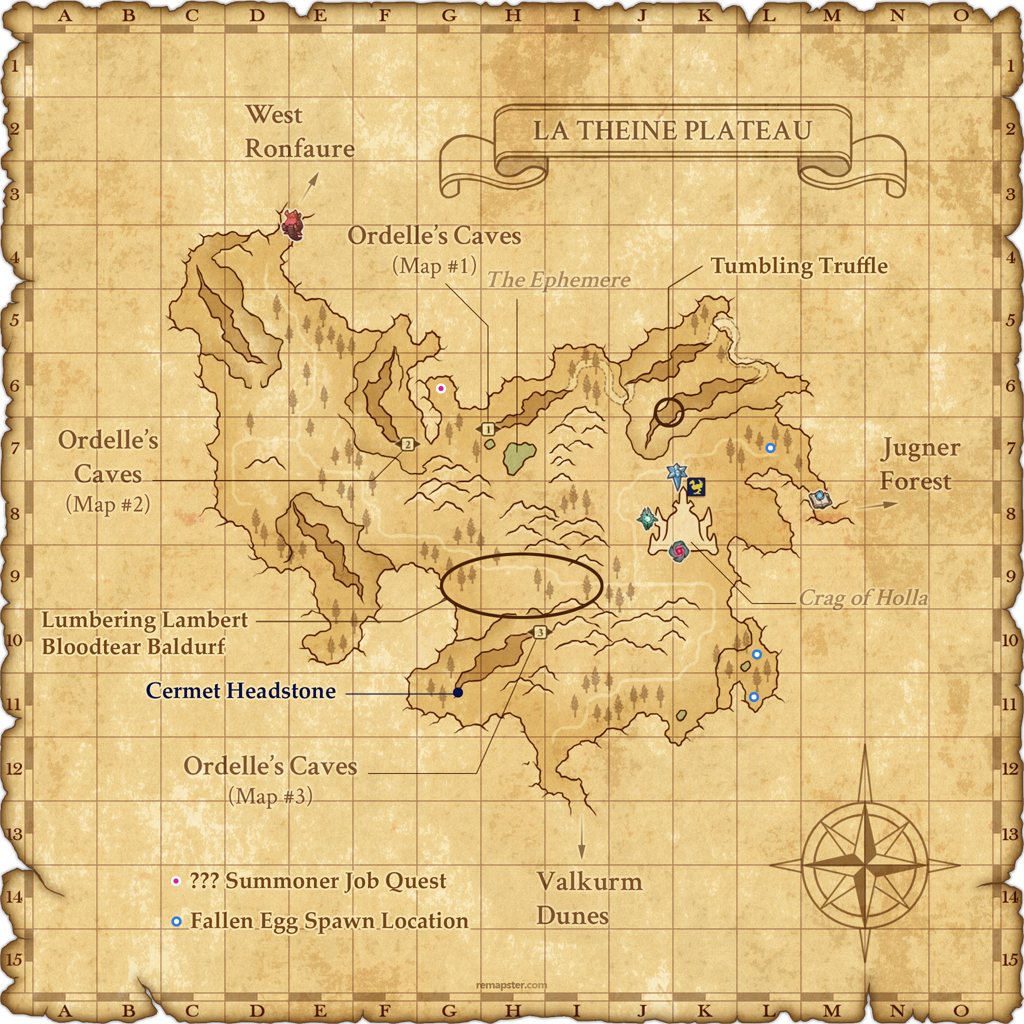 A B C D E F G H I J K L M N O
1 1
2 2
3 3
4 4
5 5
6 6
7 7
8 8
9 9
10 10
11 11
12 12
13 13
14 14
15 15
LA THEINE PLATEAU
West
Ronfaure
Ordelle's Caves
(Map #1)
The Ephemere
Tumbling Truffle
Ordelle's
Caves
(Map #2)
1
2
Jugner
Forest
Crag of Holla
Lumbering Lambert
Bloodtear Baldurf
3
Cermet Headstone
Ordelle's Caves
(Map #3)
Valkurm
Dunes
??? Summoner Job Quest
Fallen Egg Spawn Location
remapster.com
A B C D E F G H I J K L M N O